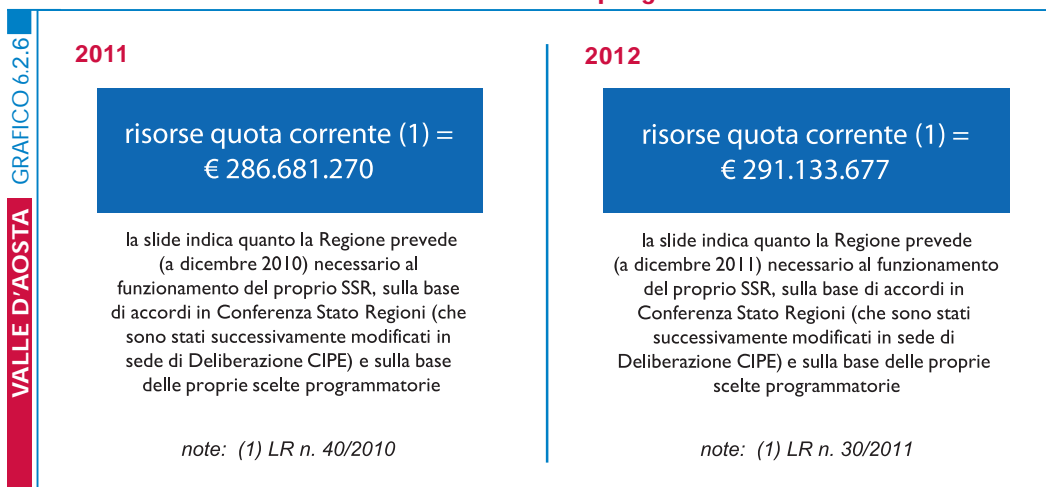 VALLE D'AOSTA GRAFICO 6.2.6
2011
risorse quota corrente (1) =
€ 286.681.270
la slide indica quanto la Regione prevede
(a dicembre 2010) necessario al
funzionamento del proprio SSR, sulla base
di accordi in Conferenza Stato Regioni (che
sono stati successivamente modificati in
sede di Deliberazione CIPE) e sulla base
delle proprie scelte programmatorie
note: (1) LR n. 40/2010
2012
risorse quota corrente (1) =
€ 291.133.677
la slide indica quanto la Regione prevede
(a dicembre 2011) necessario al funzionamento
del proprio SSR, sulla base di accordi in
Conferenza Stato Regioni (che sono stati
successivamente modificati in sede di
Deliberazione CIPE) e sulla base delle proprie
scelte programmatorie
note: (1) LR n. 30/2011